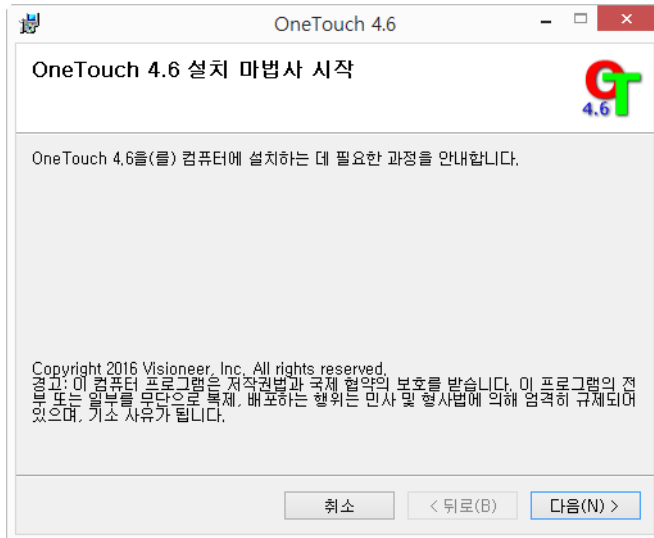 OneTouch 4.6
OneTouch 4.6 설치 마법사 시작
OT
4.6
OneTouch 4.6을(를) 컴퓨터에 설치하는 데 필요한 과정을 안내합니다.
Copyright 2016 Visioneer, Inc. All rights reserved.
경고: 이 컴퓨터 프로그램은 저작권법과 국제 협약의 보호를 받습니다. 이 프로그램의 전
부 또는 일부를 무단으로 복제, 배포하는 행위는 민사 및 형사법에 의해 엄격히 규제되어
있으며, 기소 사유가 됩니다.
취소
< 뒤로(B)
다음(N) >